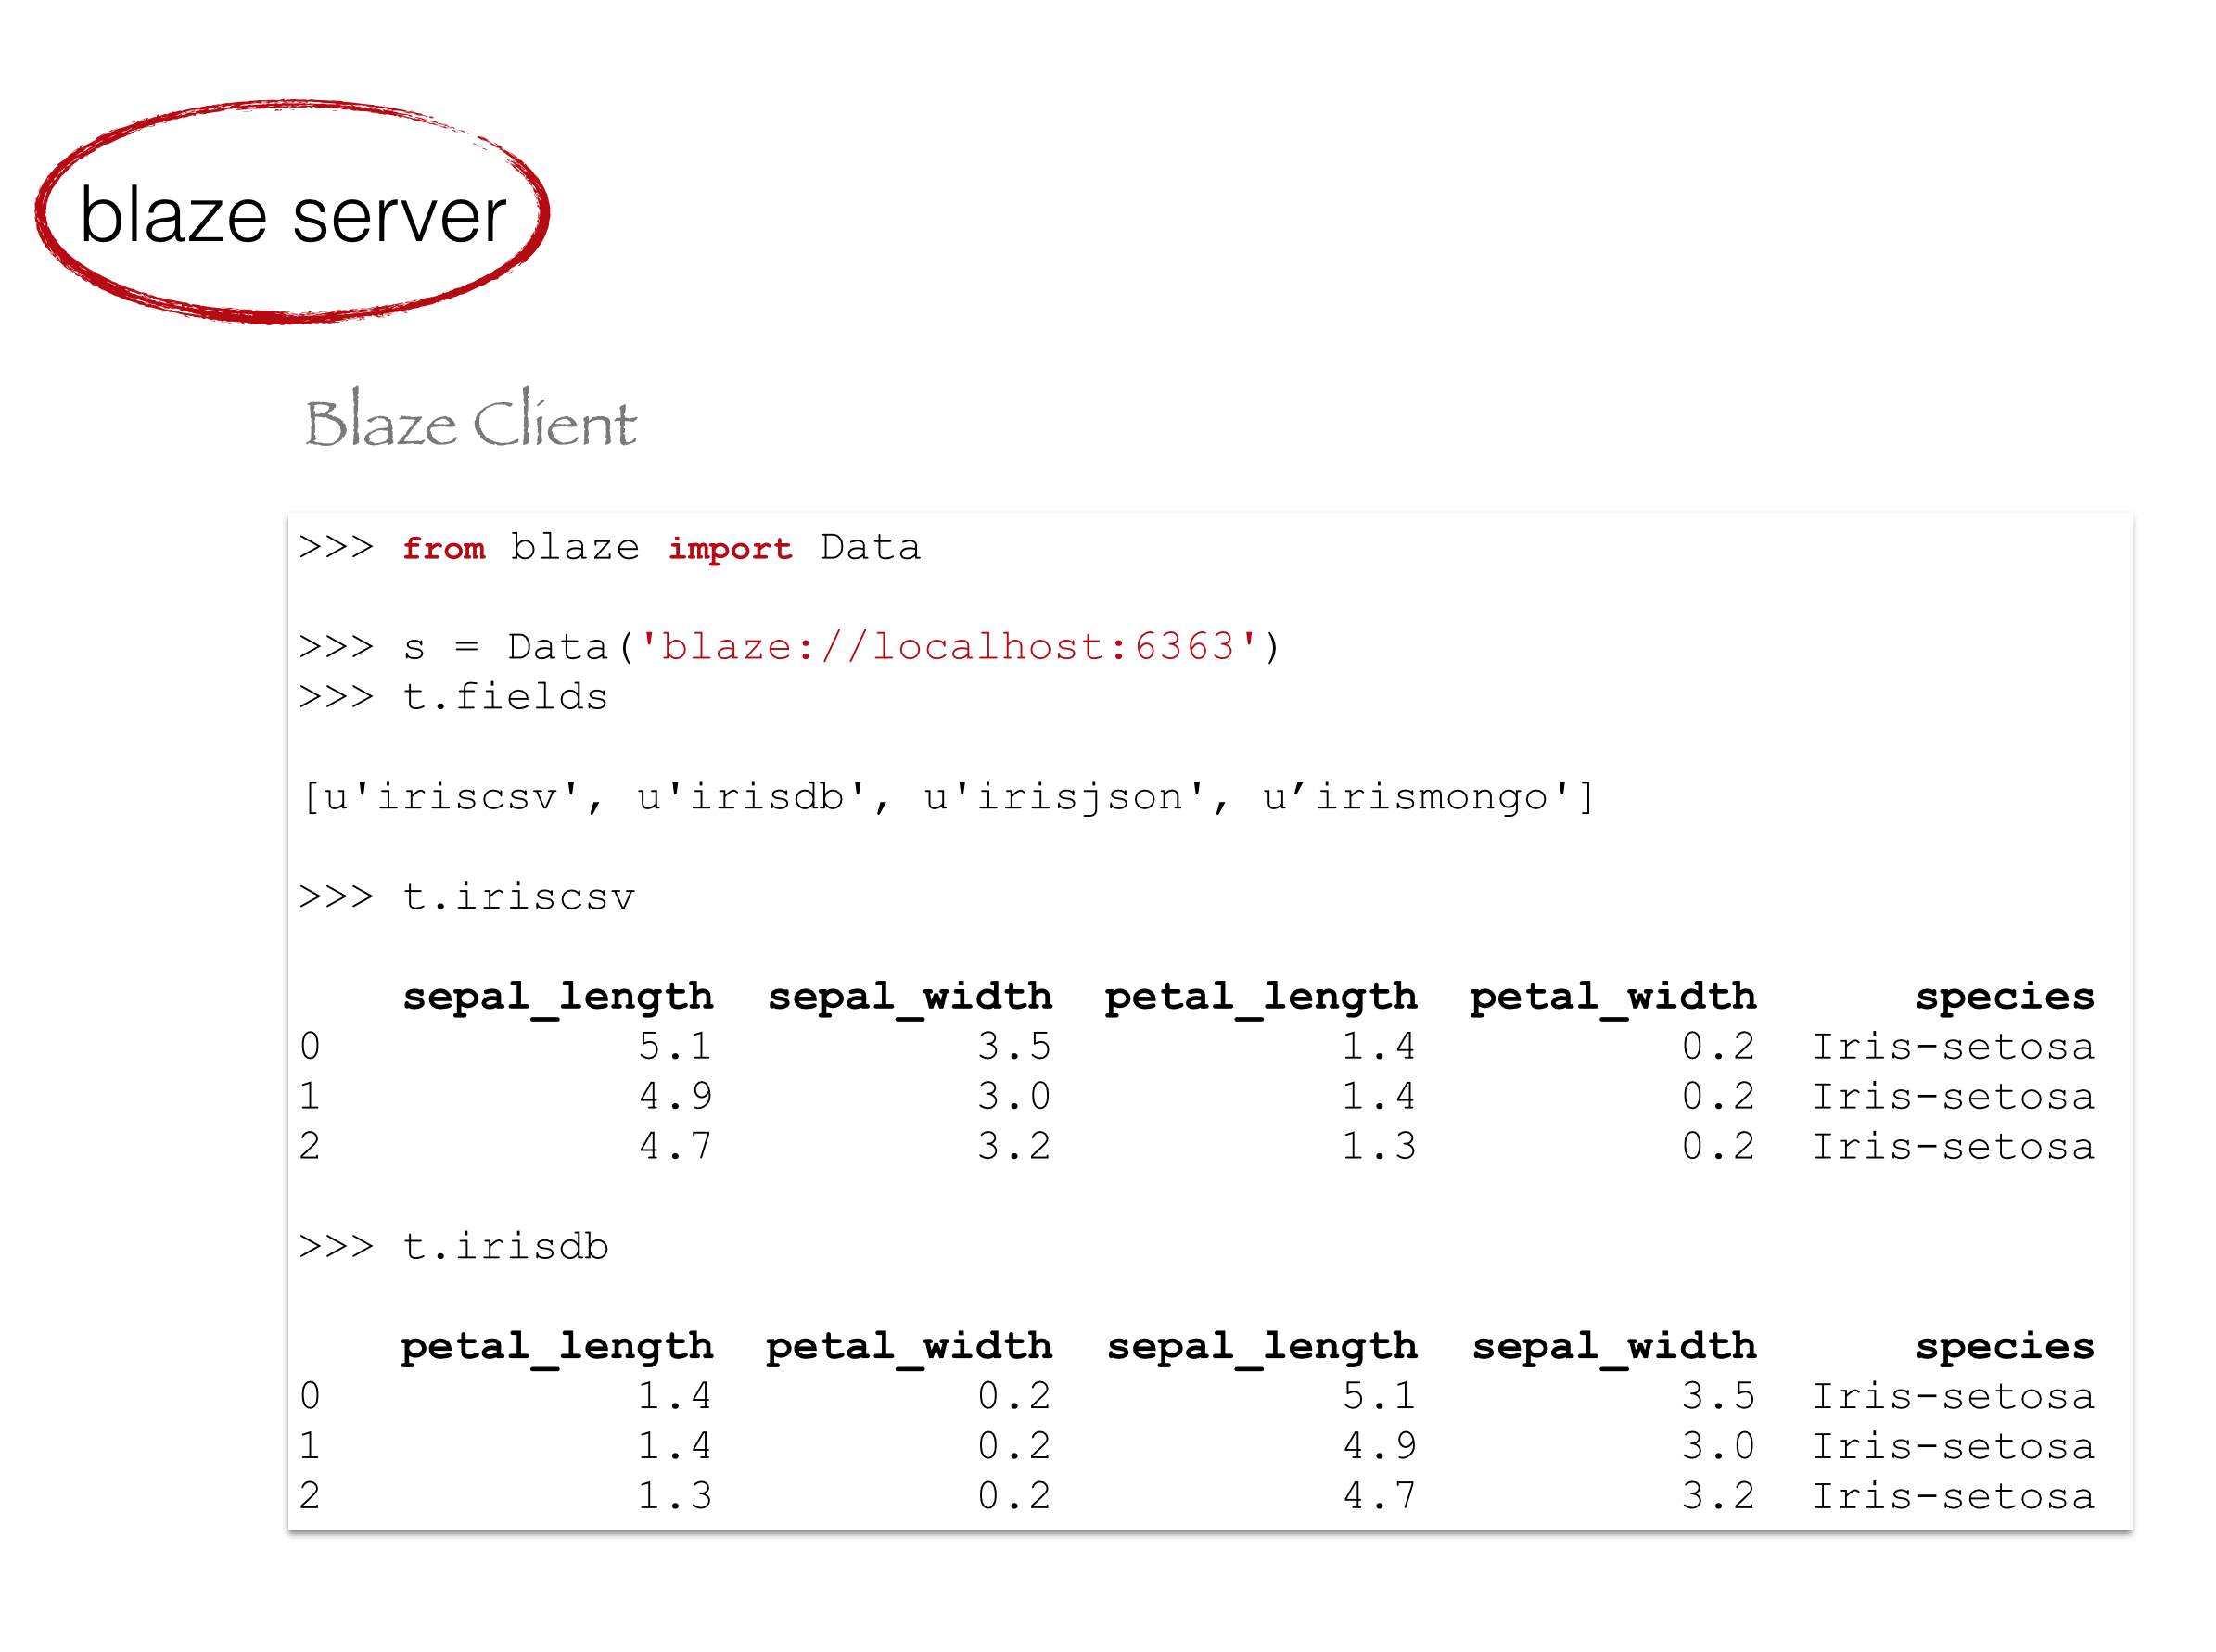 blaze server
Blaze Client
>>> from blaze import Data
>>> s = Data('blaze://localhost:6363')
>>> t.fields
[u'iriscsv', u'irisdb', u'irisjson', u’irismongo']
>>> t.iriscsv
sepal_length sepal_width petal_length petal_width species
0 5.1 3.5 1.4 0.2 Iris-setosa
1 4.9 3.0 1.4 0.2 Iris-setosa
2 4.7 3.2 1.3 0.2 Iris-setosa
>>> t.irisdb
petal_length petal_width sepal_length sepal_width species
0 1.4 0.2 5.1 3.5 Iris-setosa
1 1.4 0.2 4.9 3.0 Iris-setosa
2 1.3 0.2 4.7 3.2 Iris-setosa